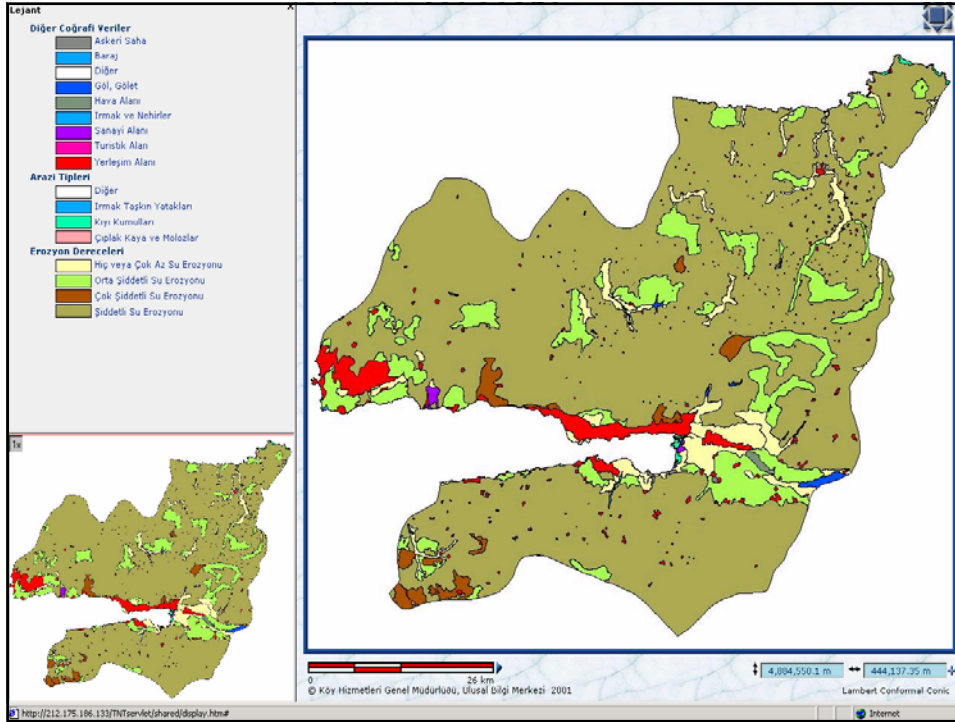 Lejant
x
Diğer Coğrafi Veriler
Askeri Saha
Baraj
Diğer
Göl, Gölet
Hava Alanı
Irmak ve Nehirler
Sanayi Alanı
Turistik Alan
Yerleşim Alanı
Arazi Tipleri
Diğer
Irmak Taşkın Yatakları
Kıyı Kumulları
Çıplak Kaya ve Molozlar
Erozyon Dereceleri
Hiç veya Çok Az Su Erozyonu
Orta Şiddetli Su Erozyonu
Çok Şiddetli Su Erozyonu
Şiddetli Su Erozyonu
1x
0 26 km
© Köy Hizmetleri Genel Müdürlüğü, Ulusal Bilgi Merkezi 2001
4,884,550.1 m 444,137.35 m
Lambert Conformal Conic
http://212.175.186.133/TNTservlet/shared/display.htm#
Internet